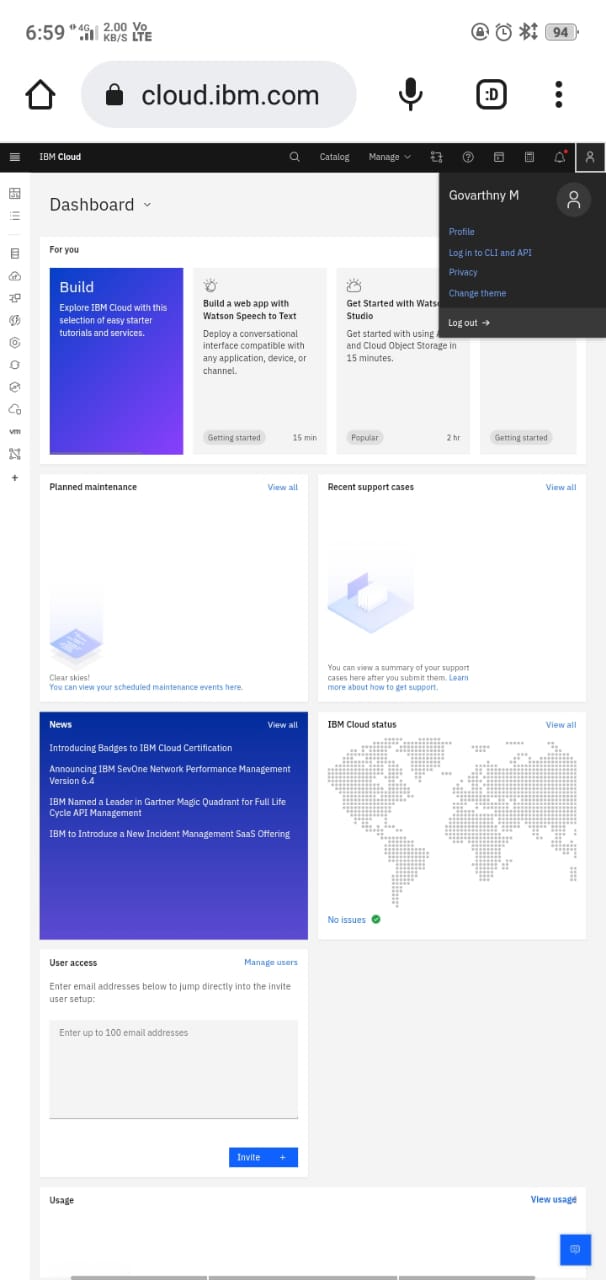 6:59 4G 2.00 KB/S Vo LTE 94
cloud.ibm.com :D
IBM Cloud Catalog Manage
Dashboard
Govarthny M
Profile
Log in to CLI and API
Privacy
Change theme
Log out →
For you
Build
Explore IBM Cloud with this
selection of easy starter
tutorials and services.
Build a web app with
Watson Speech to Text
Deploy a conversational
interface compatible with
any application, device, or
channel.
Getting started 15 min
Get Started with Watso
Studio
Get started with using
and Cloud Object Storage in
15 minutes.
Popular 2 hr
Getting started
vm
+
Planned maintenance View all
Clear skies!
You can view your scheduled maintenance events here.
Recent support cases View all
You can view a summary of your support
cases here after you submit them. Learn
more about how to get support.
News View all
Introducing Badges to IBM Cloud Certification
Announcing IBM SevOne Network Performance Management
Version 6.4
IBM Named a Leader in Gartner Magic Quadrant for Full Life
Cycle API Management
IBM to Introduce a New Incident Management SaaS Offering
IBM Cloud status View all
No issues
User access Manage users
Enter email addresses below to jump directly into the invite
user setup:
Enter up to 100 email addresses
Invite +
Usage View usage